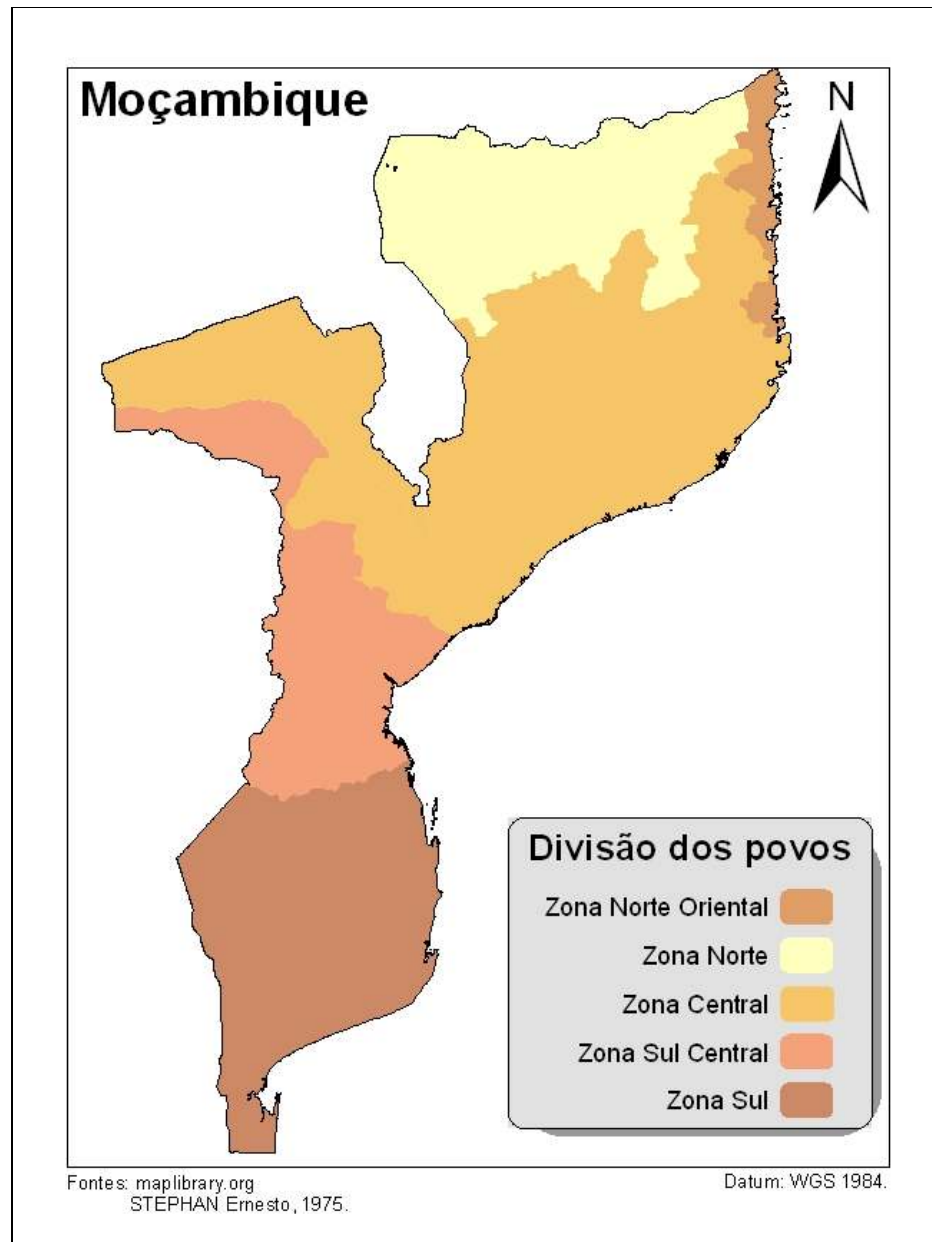 Moçambique
N
Divisão dos povos
Zona Norte Oriental
Zona Norte
Zona Central
Zona Sul Central
Zona Sul
Fontes: maplibrary.org
STEPHAN Ernesto, 1975.
Datum: WGS 1984.